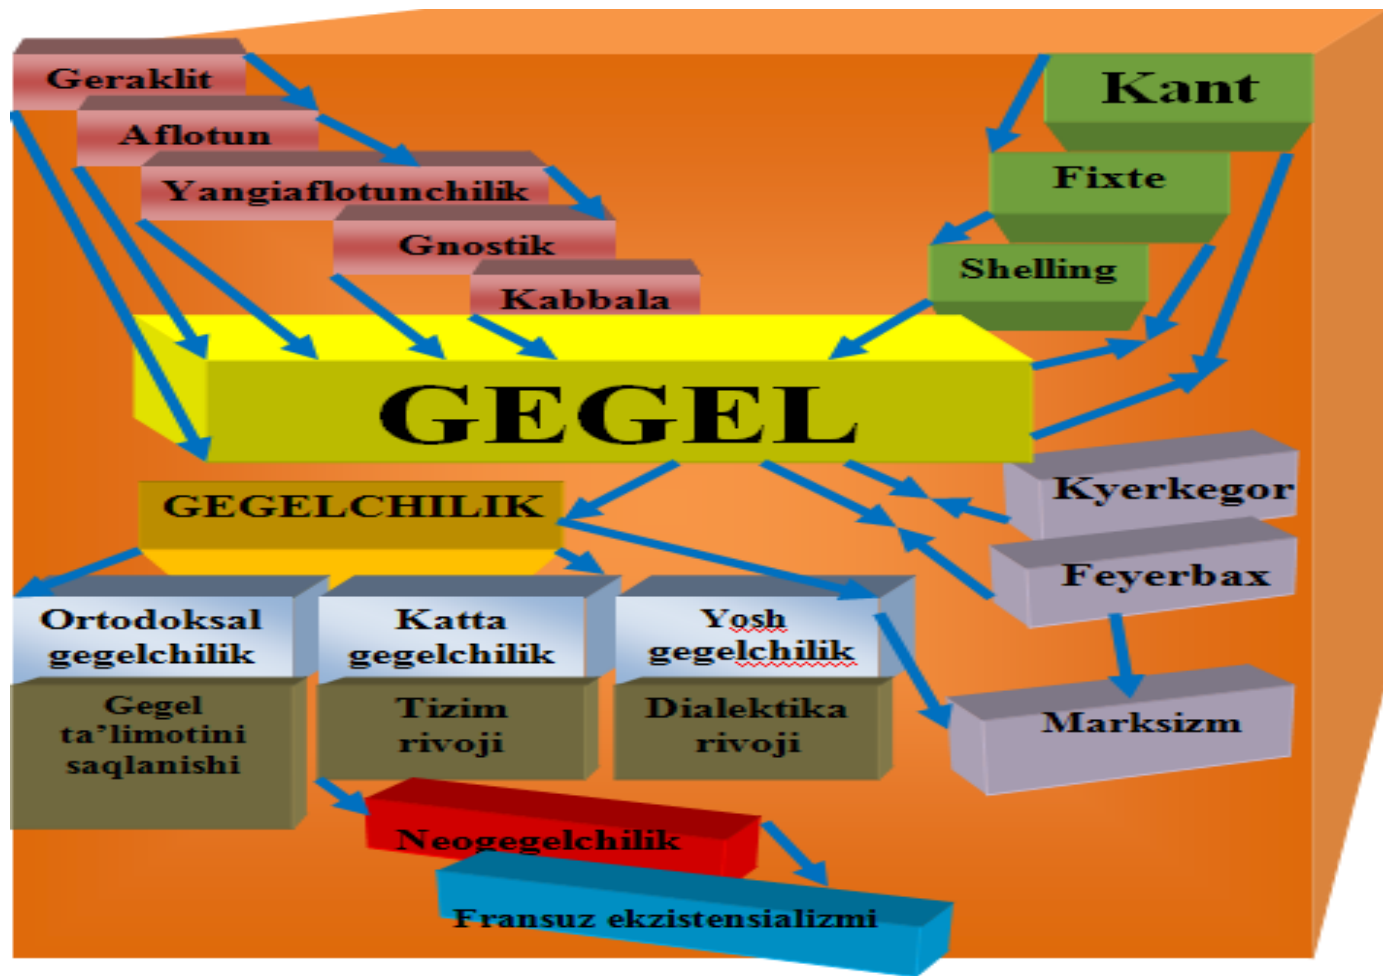 Geraklit
Aflotun
Yangiaflotunchilik
Gnostik
Kabbala
Kant
Fixte
Shelling
GEGEL
GEGELCHILIK
Kyerkegor
Feyerbax
Marksizm
Ortodoksal
gegelchilik
Katta
gegelchilik
Yosh
gegelchilik
Gegel
ta’limotini
saqlanishi
Tizim
rivoji
Dialektika
rivoji
Neogegelchilik
Fransuz ekzistensializmi